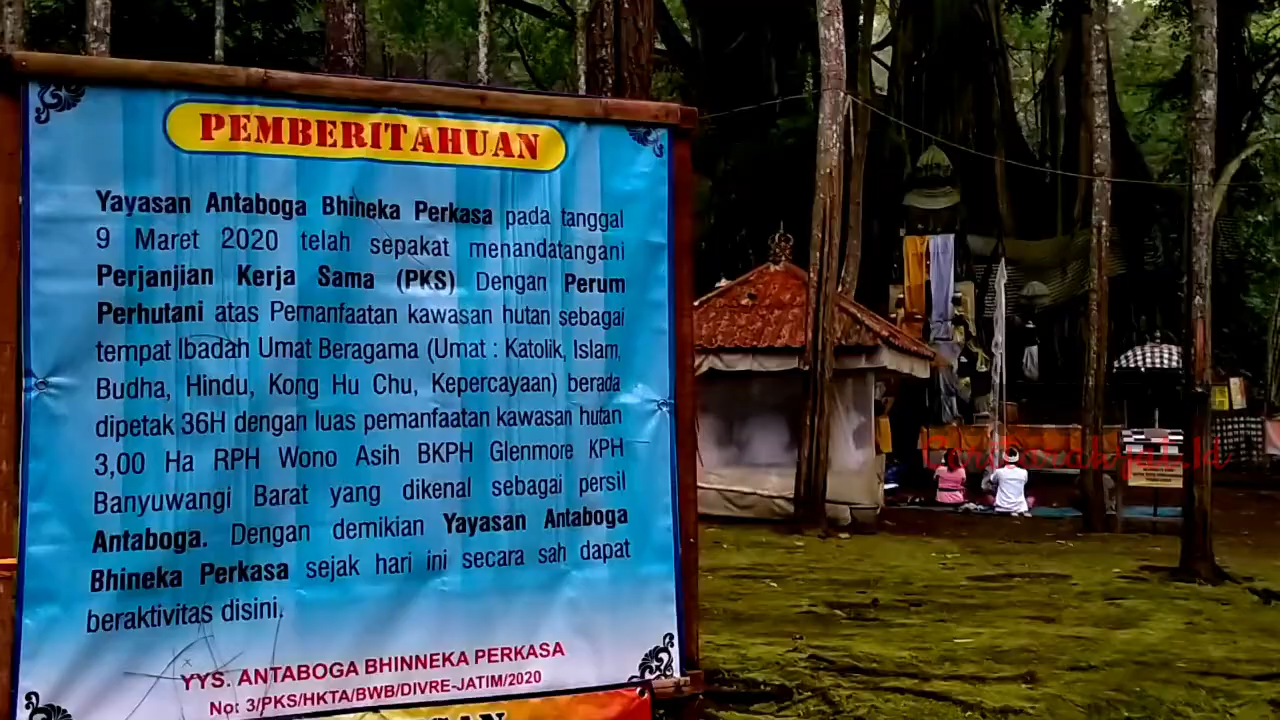 PEMBERITAHUAN
Yayasan Antaboga Bhineka Perkasa pada tanggal
9 Maret 2020 telah sepakat menandatangani
Perjanjian Kerja Sama (PKS) Dengan Perum
Perhutani atas Pemanfaatan kawasan hutan sebagai
tempat Ibadah Umat Beragama (Umat : Katolik, Islam,
Budha, Hindu, Kong Hu Chu, Kepercayaan) berada
dipetak 36H dengan luas pemanfaatan kawasan hutan
3,00 Ha RPH Wono Asih BKPH Glenmore KPH
Banyuwangi Barat yang dikenal sebagai persil
Antaboga. Dengan demikian Yayasan Antaboga
Bhineka Perkasa sejak hari ini secara sah dapat
beraktivitas disini.
YYS. ANTABOGA BHINNEKA PERKASA
No: 3/PKS/HKTA/BWB/DIVRE-JATIM/2020